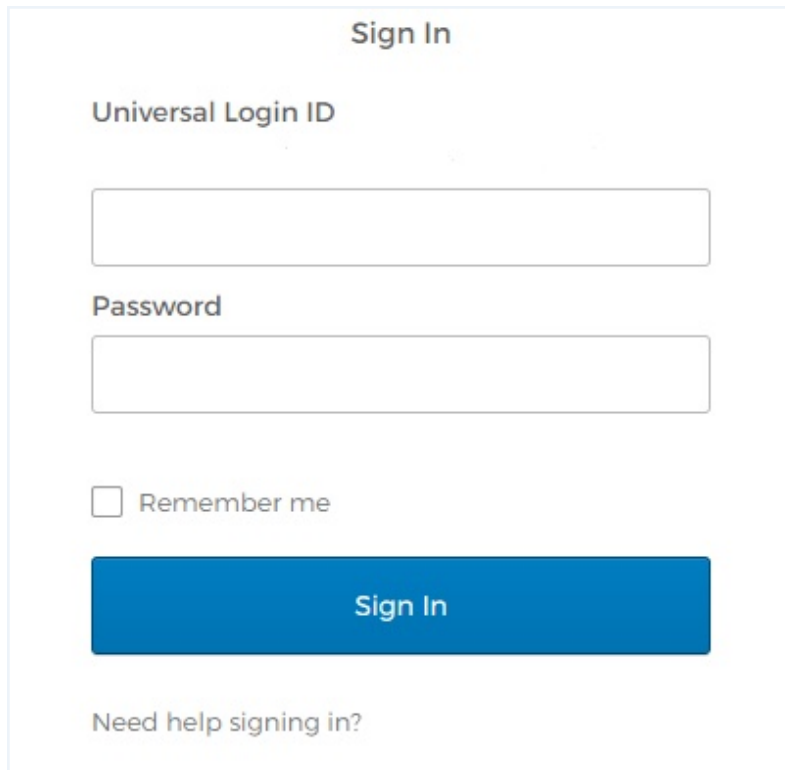 Sign In
Universal Login ID
Password
Remember me
Sign In
Need help signing in?